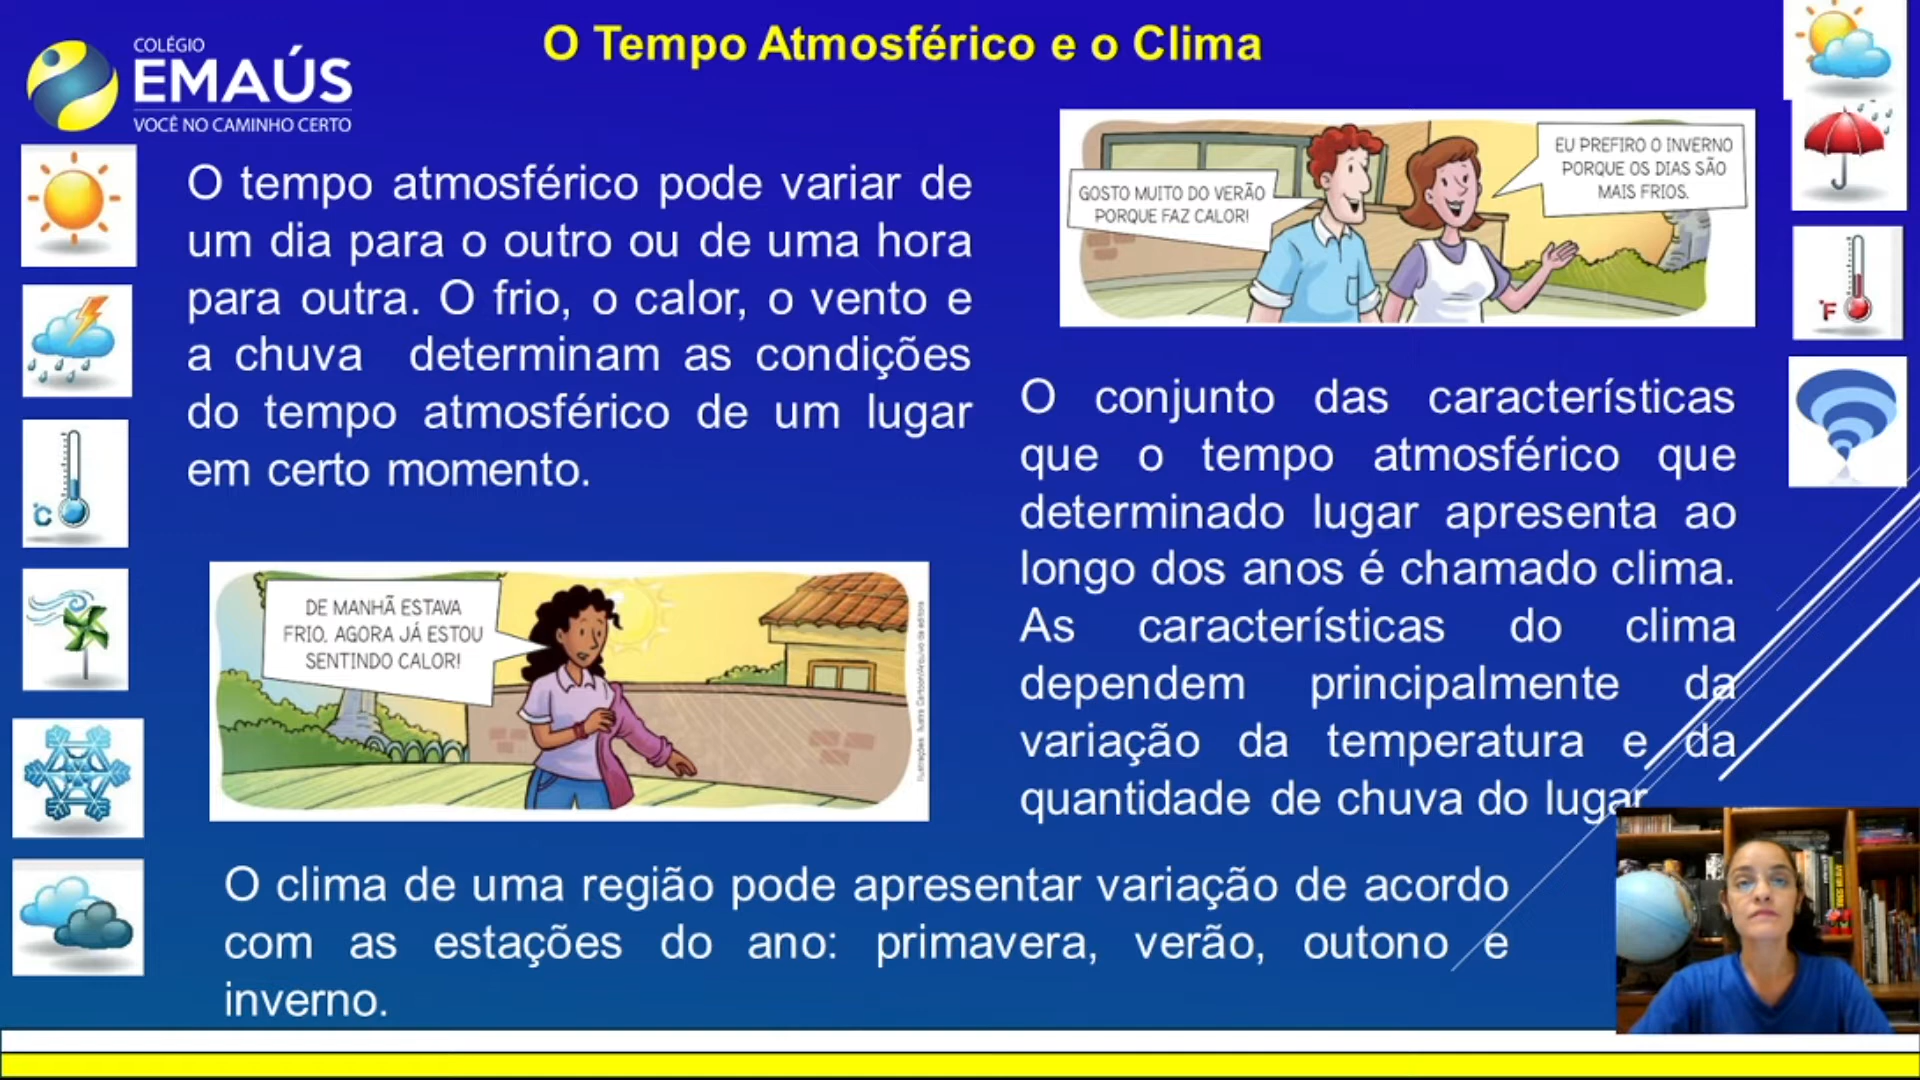 O Tempo Atmosférico e o Clima
COLÉGIO
EMAÚS
VOCÊ NO CAMINHO CERTO
O tempo atmosférico pode variar de
um dia para o outro ou de uma hora
para outra. O frio, o calor, o vento e
a chuva determinam as condições
do tempo atmosférico de um lugar
em certo momento.
GOSTO MUITO DO VERÃO
PORQUE FAZ CALOR!
EU PREFIRO O INVERNO
PORQUE OS DIAS SÃO
MAIS FRIOS.
°F
°C
O conjunto das características
que o tempo atmosférico que
determinado lugar apresenta ao
longo dos anos é chamado clima.
As características do clima
dependem principalmente da
variação da temperatura e da
quantidade de chuva do lugar
DE MANHÃ ESTAVA
FRIO, AGORA JÁ ESTOU
SENTINDO CALOR!
Ilustrações: Ilustra Cartoon/Arquivo da editora
O clima de uma região pode apresentar variação de acordo
com as estações do ano: primavera, verão, outono e
inverno.